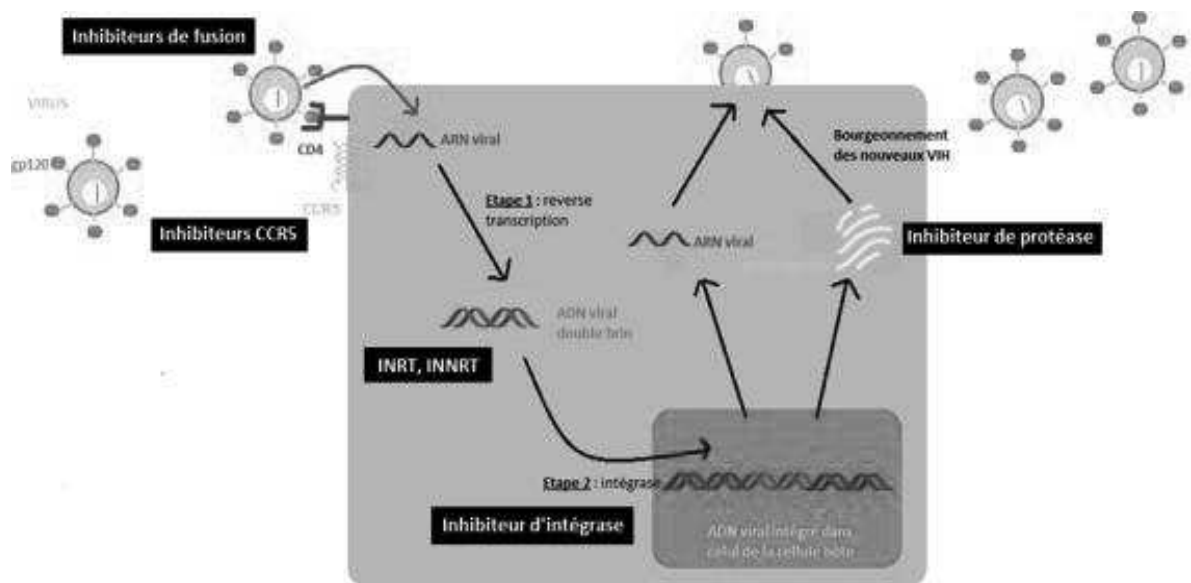 Inhibiteurs de fusion
VIRUS
gp120
CD4
CCR5
Inhibiteurs CCR5
ARN viral
Etape 1 : reverse
transcription
ADN viral
double brin
INRT, INNRT
Etape 2 : intégrase
Inhibiteur d'intégrase
ADN viral intégré dans
celui de la cellule hôte
ARN viral
Bourgeonnement
des nouveaux VIH
Inhibiteur de protéase